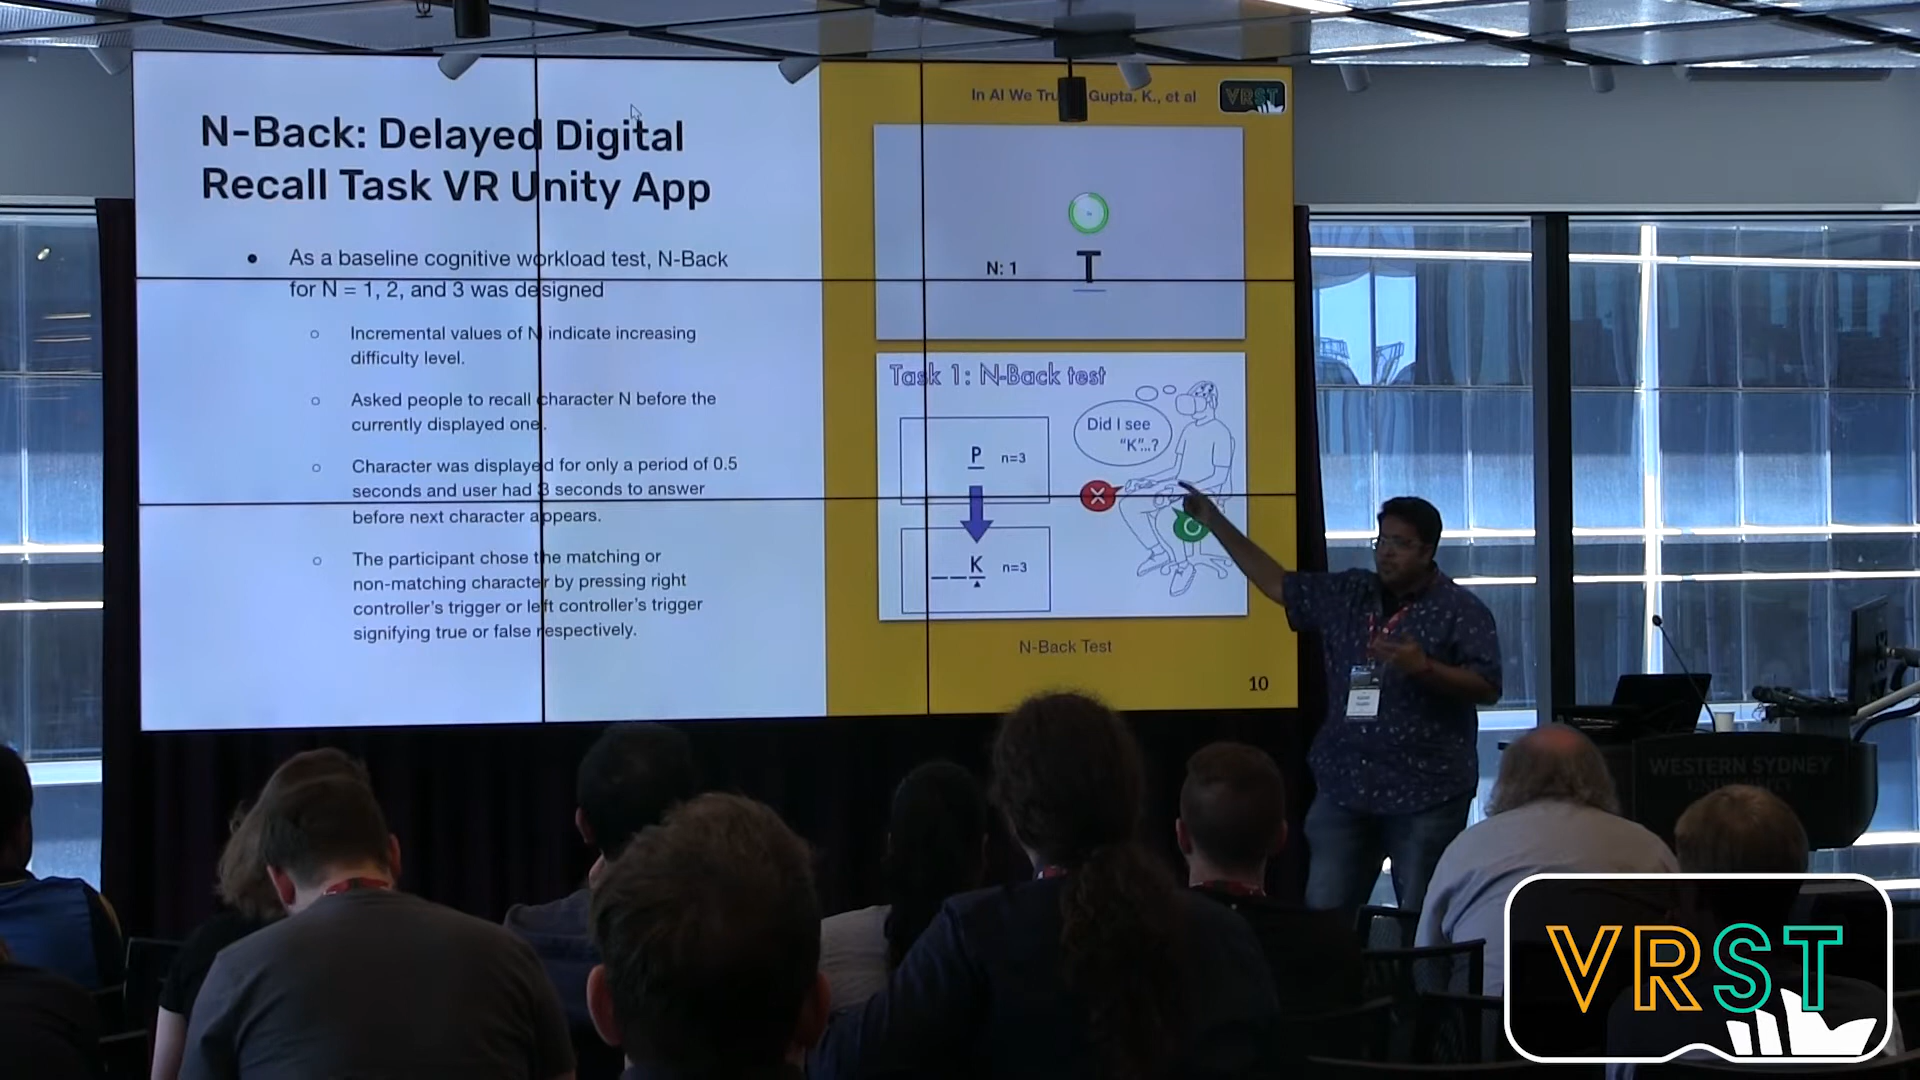 N-Back: Delayed Digital
Recall Task VR Unity App
As a baseline cognitive workload test, N-Back
for N = 1, 2, and 3 was designed
Incremental values of N indicate increasing
difficulty level.
Asked people to recall character N before the
currently displayed one.
Character was displayed for only a period of 0.5
seconds and user had 3 seconds to answer
before next character appears.
The participant chose the matching or
non-matching character by pressing right
controller's trigger or left controller's trigger
signifying true or false respectively.
In AI We Gupta, K., et al
VRST
N: 1
T
Task 1: N-Back test
P n=3
Did I see
"K"..?
K n=3
N-Back Test
10
WESTERN SYDNEY
UNIVERSITY
VRST